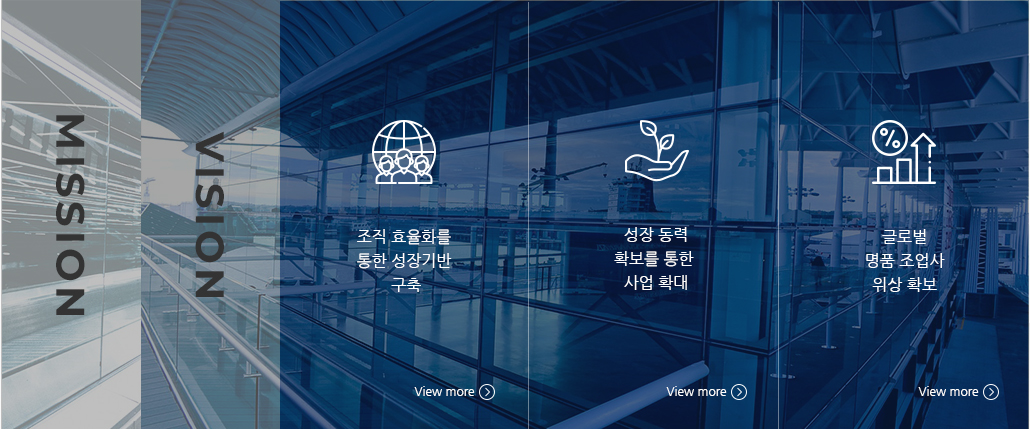 MISSION
VISION
조직 효율화를
통한 성장기반
구축
View more
성장 동력
확보를 통한
사업 확대
View more
글로벌
명품 조업사
위상 확보
View more